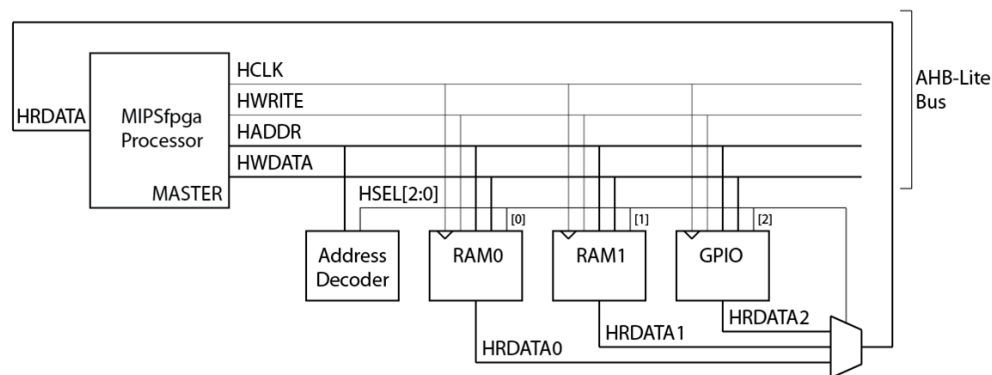 HCLK
AHB-Lite
Bus
HWRITE
HRDATA
MIPSfpga
Processor
HADDR
HWDATA
MASTER
HSEL[2:0]
[0]
[1]
[2]
Address
Decoder
RAM0
RAM1
GPIO
HRDATA2
HRDATA1
HRDATA0